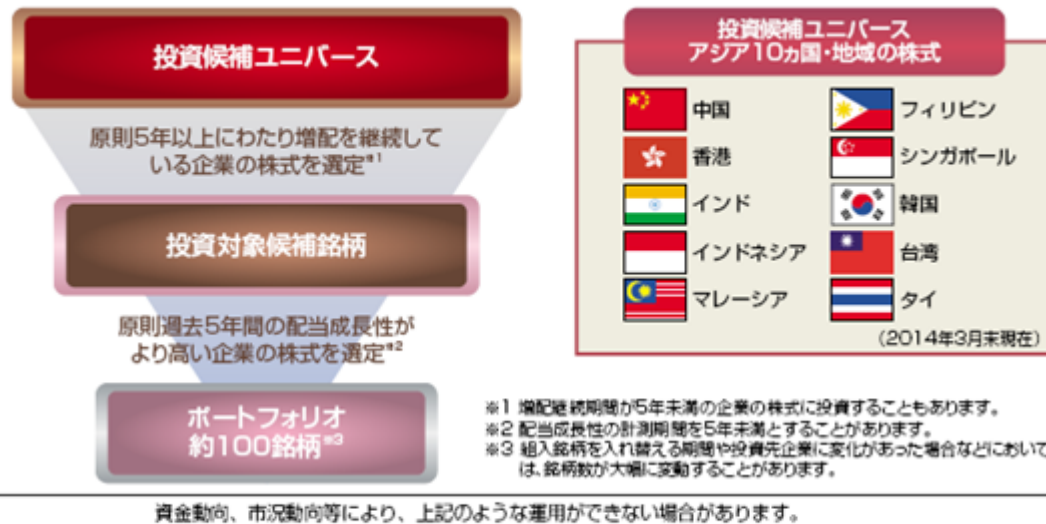 投資候補ユニバース
原則5年以上にわたり増配を継続して
いる企業の株式を選定※1
投資対象候補銘柄
原則過去5年間の配当成長性が
より高い企業の株式を選定※2
ポートフォリオ
約100銘柄※3
投資候補ユニバース
アジア10ヵ国・地域の株式
中国
フィリピン
香港
シンガポール
インド
韓国
インドネシア
台湾
マレーシア
タイ
(2014年3月末現在)
※1 増配継続期間が5年未満の企業の株式に投資することもあります。
※2 配当成長性の計測期間を5年未満とすることがあります。
※3 組入銘柄を入れ替える期間や投資先企業に変化があった場合などにおいて
は、銘柄数が大幅に変動することがあります。
資金動向、市況動向等により、上記のような運用ができない場合があります。